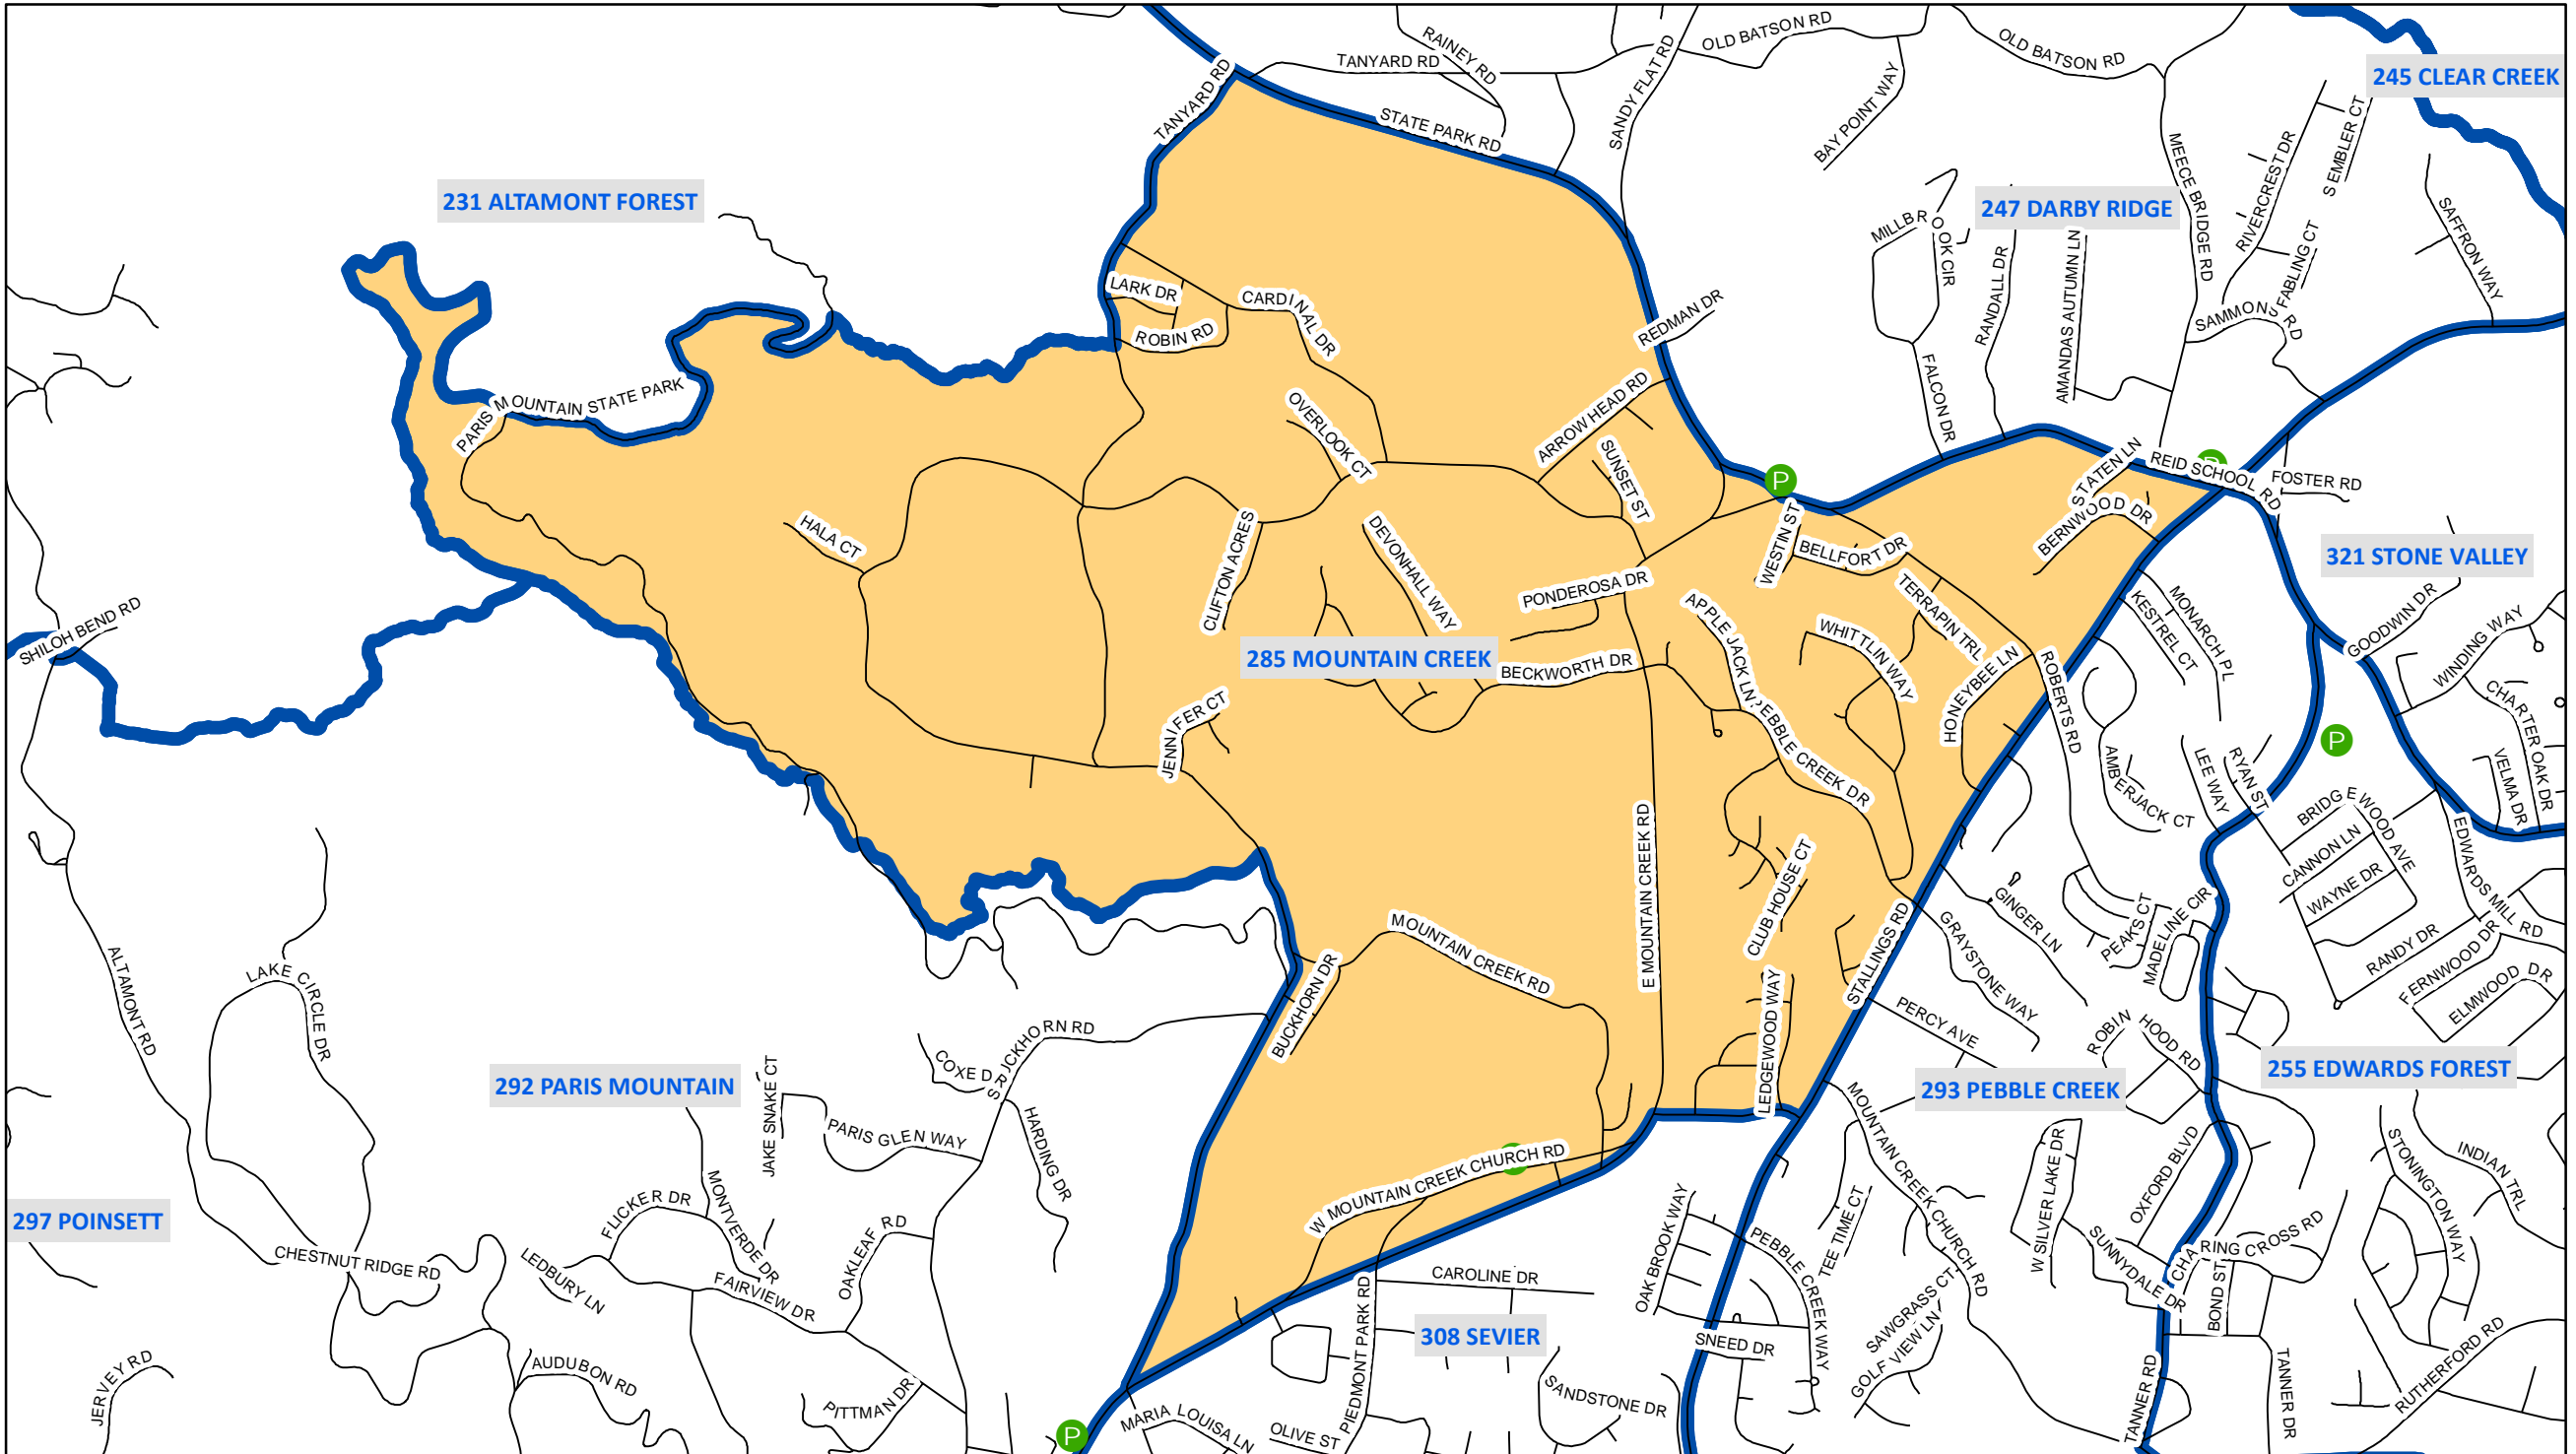 RAINEY RD
OLD BATSON RD
OLD BATSON RD
TANYARD RD
SANDY FLAT RD
245 CLEAR CREEK
TANYARD RD
STATE PARK RD
BAY POINT WAY
S EMBLER CT
MEECE BRIDGE RD
RIVERCREST DR
231 ALTAMONT FOREST
247 DARBY RIDGE
MILLBROOK CIR
SAFFRON WAY
FABLING CT
RANDALL DR
AMANDAS AUTUMN LN
LARK DR
CARDINAL DR
ROBIN RD
REDMAN DR
SAMMONS RD
PARIS MOUNTAIN STATE PARK
FALCON DR
OVERLOOK CT
ARROW HEAD RD
SUNSET ST
STATEN LN
REID SCHOOL RD
P
FOSTER RD
P
HALA CT
CLIFTON ACRES
DEVONHALL WAY
WESTIN ST
BELLFORT DR
BERNWOOD DR
321 STONE VALLEY
PONDEROSA DR
APPLE JACK LN
TERRAPIN TRL
KESTREL CT
MONARCH PL
GOODWIN DR
WINDING WAY
SHILOH BEND RD
285 MOUNTAIN CREEK
BECKWORTH DR
WHITTLIN WAY
HONEYBEE LN
ROBERTS RD
CHARTER OAK DR
JENNIFER CT
PEBBLE CREEK DR
AMBERJACK CT
LEE WAY
RYAN ST
P
VELMA DR
BRIDGEWOOD AVE
CANNON LN
WAYNE DR
EDWARDS MILL RD
E MOUNTAIN CREEK RD
CLUB HOUSE CT
GINGER LN
PEAKS CT
MADELINE CIR
RANDY DR
FERNWOOD DR
ELMWOOD DR
MOUNTAIN CREEK RD
STALLINGS RD
GRAYSTONE WAY
ALTAMONT RD
LAKE CIRCLE DR
BUCKHORN DR
LEDGEWOOD WAY
PERCY AVE
ROBIN HOOD RD
S BUCKHORN RD
COXE DR
292 PARIS MOUNTAIN
JAKE SNAKE CT
HARDING DR
PARIS GLEN WAY
293 PEBBLE CREEK
255 EDWARDS FOREST
MOUNTAIN CREEK CHURCH RD
W MOUNTAIN CREEK CHURCH RD
W SILVER LAKE DR
OXFORD BLVD
STONINGTON WAY
INDIAN TRL
297 POINSETT
FLICKER DR
MONTVERDE DR
OAKLEAF RD
OAK BROOK WAY
TEE TIME CT
SUNNYDALE DR
CHARING CROSS RD
CHESTNUT RIDGE RD
LEDBURY LN
FAIRVIEW DR
CAROLINE DR
PEBBLE CREEK WAY
SAWGRASS CT
GOLF VIEW LN
BOND ST
PIEDMONT PARK RD
308 SEVIER
SNEED DR
JERVEY RD
AUDUBON RD
PITTMAN DR
MARIA LOUISA LN
OLIVE ST
SANDSTONE DR
TANNER RD
TANNER DR
RUTHERFORD RD
P